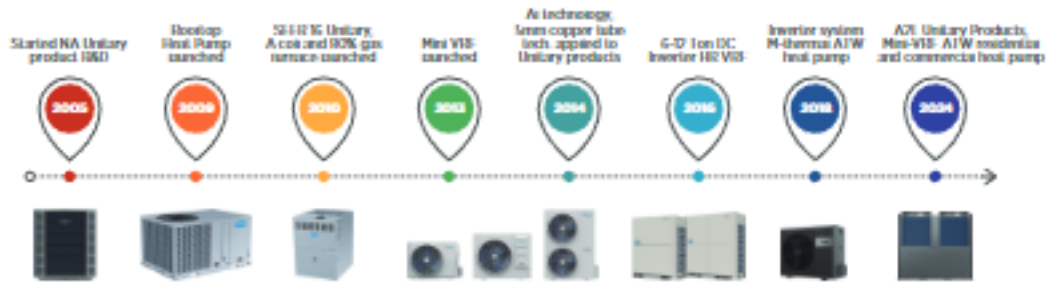 Started NA Unitary
product R&D
Rooftop
Heat Pump
launched
SEER16 Unitary,
A coil and 80% gas
furnace launched
Mini VRF
launched
AI technology,
5mm copper tube
tech. applied to
Unitary products
6-12 Ton DC
Inverter HR VRF
Inverter system
M-thermal ATW
heat pump
A2L Unitary Products,
Mini-VRF, ATW residential
and commercial heat pump
2005
2009
2010
2013
2014
2016
2018
2024